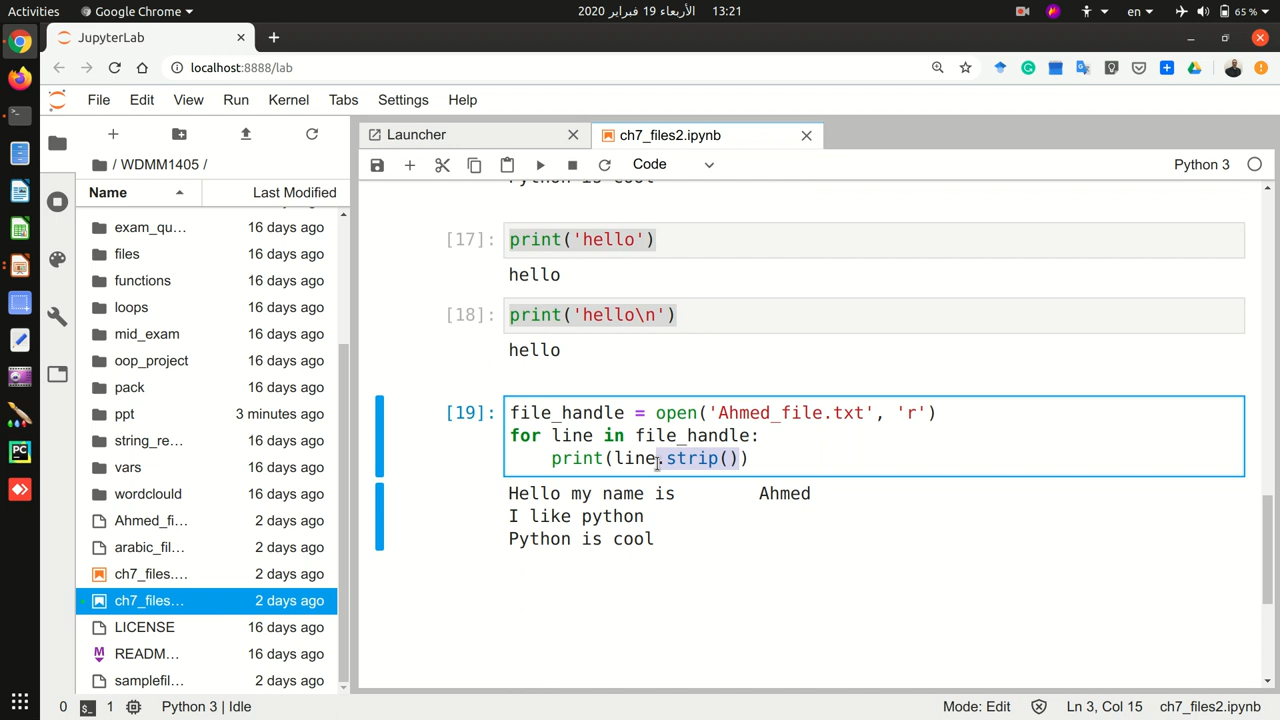 Activities Google Chrome الأربعاء 19 فبراير 2020 13:21 en 65 %
JupyterLab
localhost:8888/lab
File Edit View Run Kernel Tabs Settings Help
Launcher ch7_files2.ipynb
Code Python 3
/ WDMM1405 /
Name Last Modified
exam_qu… 16 days ago
files 16 days ago
functions 16 days ago
loops 16 days ago
mid_exam 16 days ago
oop_project 16 days ago
pack 16 days ago
ppt 3 minutes ago
string_re… 16 days ago
vars 16 days ago
wordclould 16 days ago
Ahmed_fi… 2 days ago
arabic_fil… 2 days ago
ch7_files.… 2 days ago
ch7_files… 2 days ago
LICENSE 16 days ago
READM… 16 days ago
samplefil… 2 days ago
Python is cool
[17]: print('hello')
hello
[18]: print('hello\n')
hello
[19]: file_handle = open('Ahmed_file.txt', 'r')
for line in file_handle:
print(line.strip())
Hello my name is Ahmed
I like python
Python is cool
0 1 Python 3 | Idle Mode: Edit Ln 3, Col 15 ch7_files2.ipynb